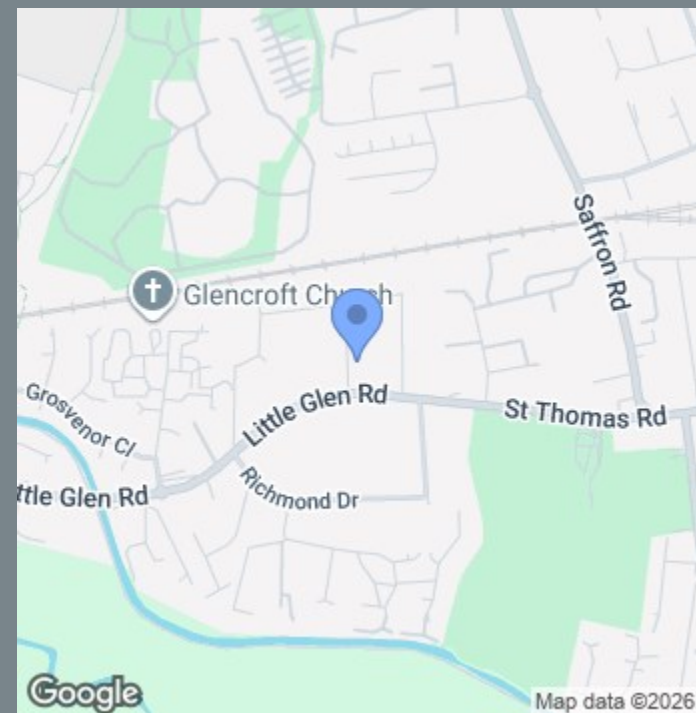 Saffron Rd
Glencroft Church
Little Glen Rd
St Thomas Rd
Grosvenor Cl
ttle Glen Rd
Richmond Dr
Google
Map data ©2026